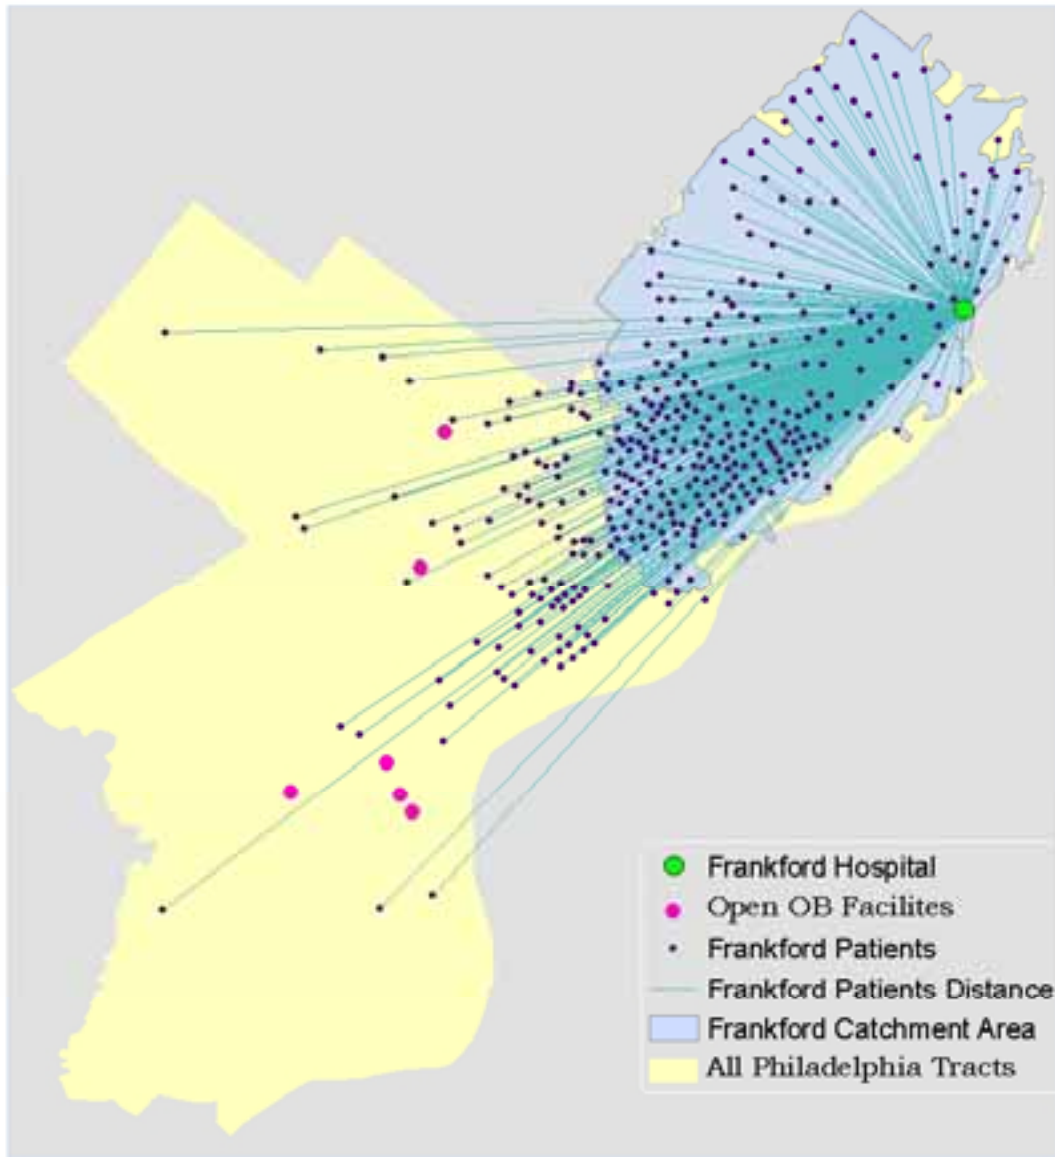 Frankford Hospital
Open OB Facilites
Frankford Patients
Frankford Patients Distance
Frankford Catchment Area
All Philadelphia Tracts